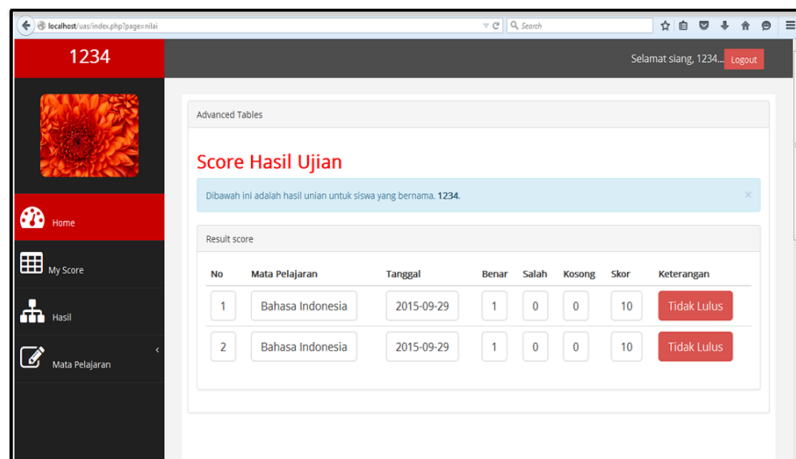 localhost/uas/index.php?page=nilai
Search
1234
Selamat siang, 1234... Logout
Advanced Tables
Score Hasil Ujian
Dibawah ini adalah hasil unian untuk siswa yang bernama. 1234.
Home
My Score
Hasil
Mata Pelajaran
Result score
No Mata Pelajaran Tanggal Benar Salah Kosong Skor Keterangan
1 Bahasa Indonesia 2015-09-29 1 0 0 10 Tidak Lulus
2 Bahasa Indonesia 2015-09-29 1 0 0 10 Tidak Lulus